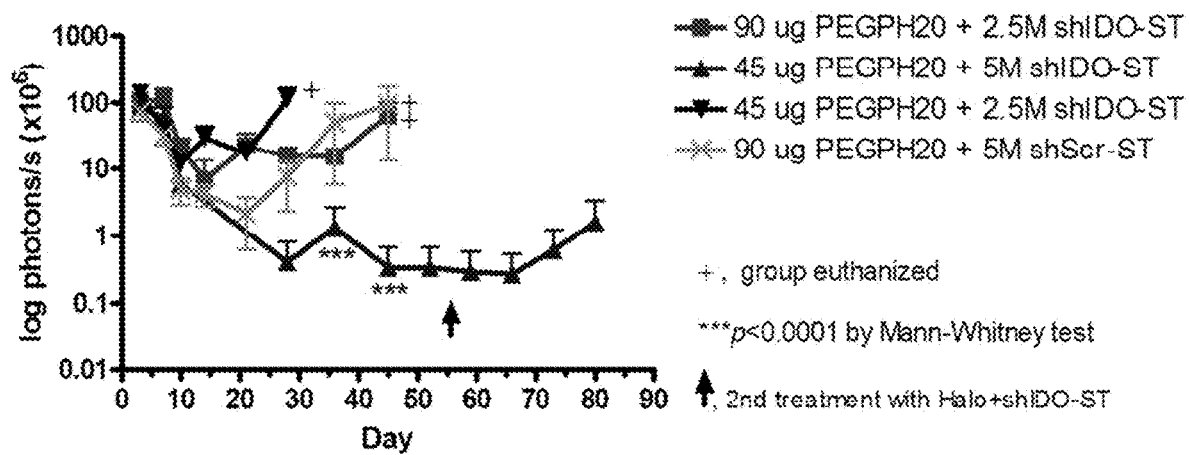 1000
100
10
1
0.1
0.01
log photons/s (x10⁶)
0 10 20 30 40 50 60 70 80 90
Day
+
+
+
***
***
90 ug PEGPH20 + 2.5M shIDO-ST
45 ug PEGPH20 + 5M shIDO-ST
45 ug PEGPH20 + 2.5M shIDO-ST
90 ug PEGPH20 + 5M shScr-ST
+, group euthanized
***p<0.0001 by Mann-Whitney test
, 2nd treatment with Halo+shIDO-ST